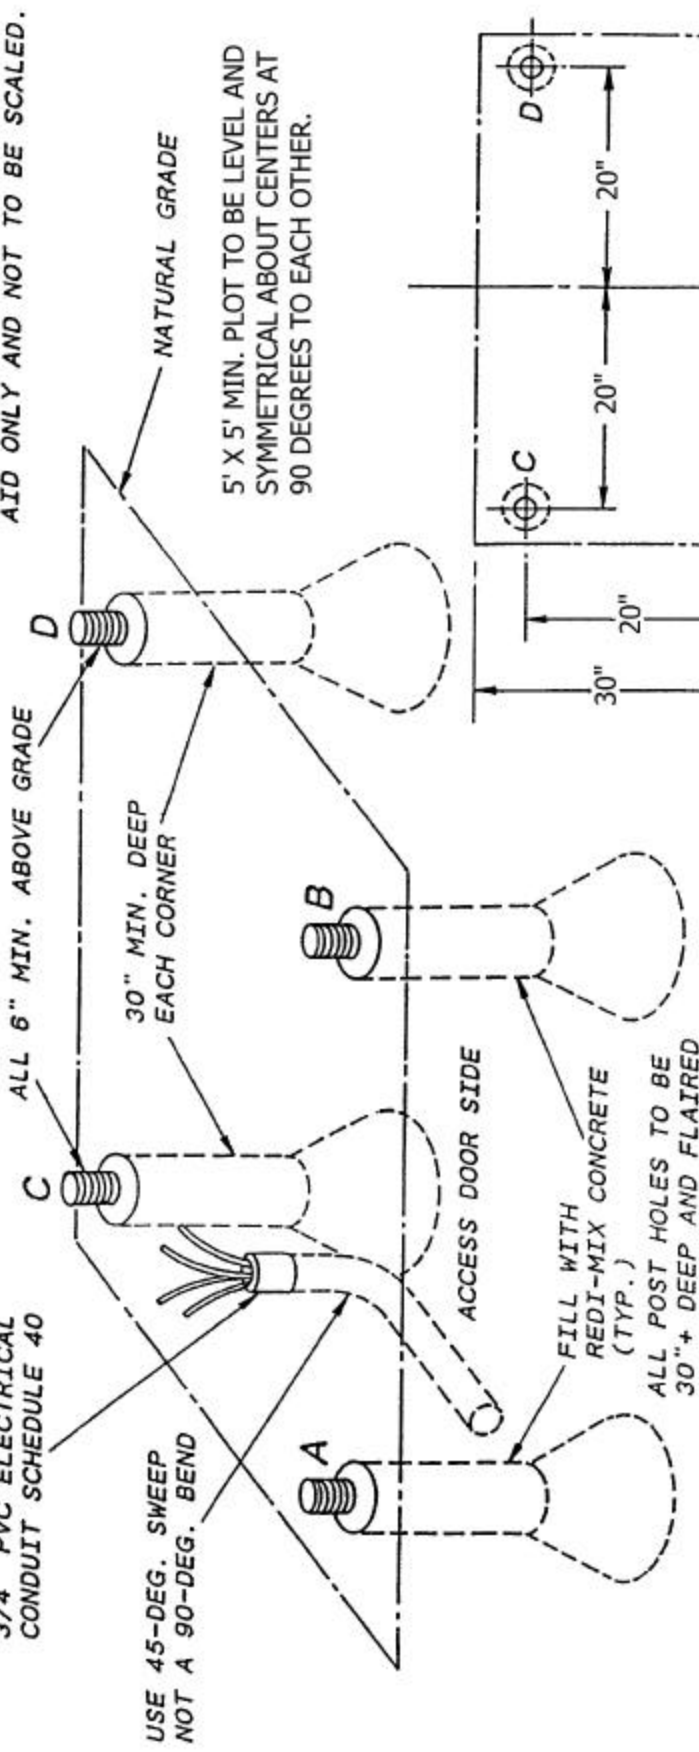 AID ONLY AND NOT TO BE SCALED.
3/4" PVC ELECTRICAL
CONDUIT SCHEDULE 40
C
ALL 6" MIN. ABOVE GRADE
D
NATURAL GRADE
30" MIN. DEEP
EACH CORNER
5' X 5' MIN. PLOT TO BE LEVEL AND
SYMMETRICAL ABOUT CENTERS AT
90 DEGREES TO EACH OTHER.
USE 45-DEG. SWEEP
NOT A 90-DEG. BEND
A
B
ACCESS DOOR SIDE
FILL WITH
REDI-MIX CONCRETE
(TYP.)
ALL POST HOLES TO BE
30"+ DEEP AND FLAIRED
C
D
20"
20"
20"
30"